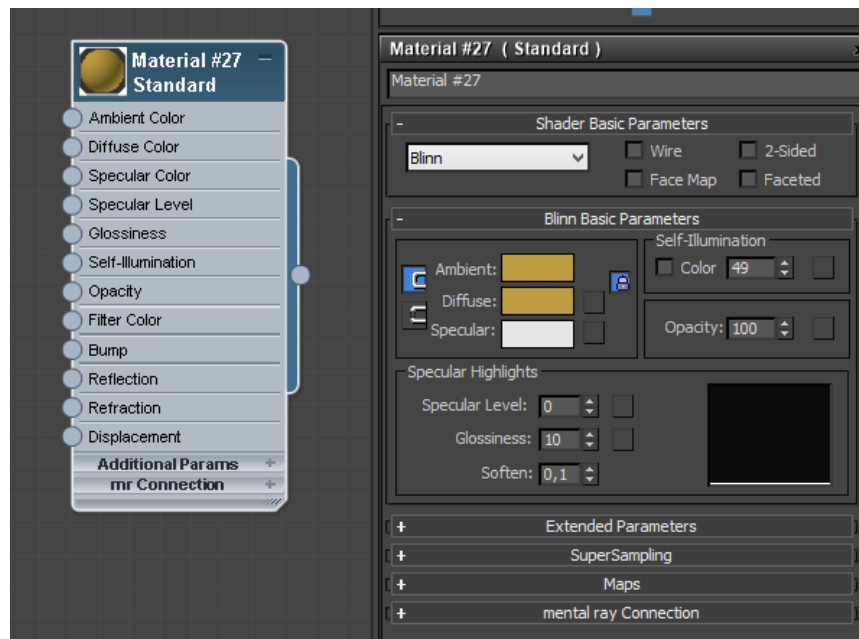 Material #27
Standard
Ambient Color
Diffuse Color
Specular Color
Specular Level
Glossiness
Self-Illumination
Opacity
Filter Color
Bump
Reflection
Refraction
Displacement
Additional Params +
mr Connection +
Material #27 ( Standard )
Material #27
- Shader Basic Parameters
Blinn
Wire 2-Sided
Face Map Faceted
- Blinn Basic Parameters
Self-Illumination
Ambient:
Color 49
Diffuse:
Specular:
Opacity: 100
Specular Highlights
Specular Level: 0
Glossiness: 10
Soften: 0,1
+ Extended Parameters
+ SuperSampling
+ Maps
+ mental ray Connection